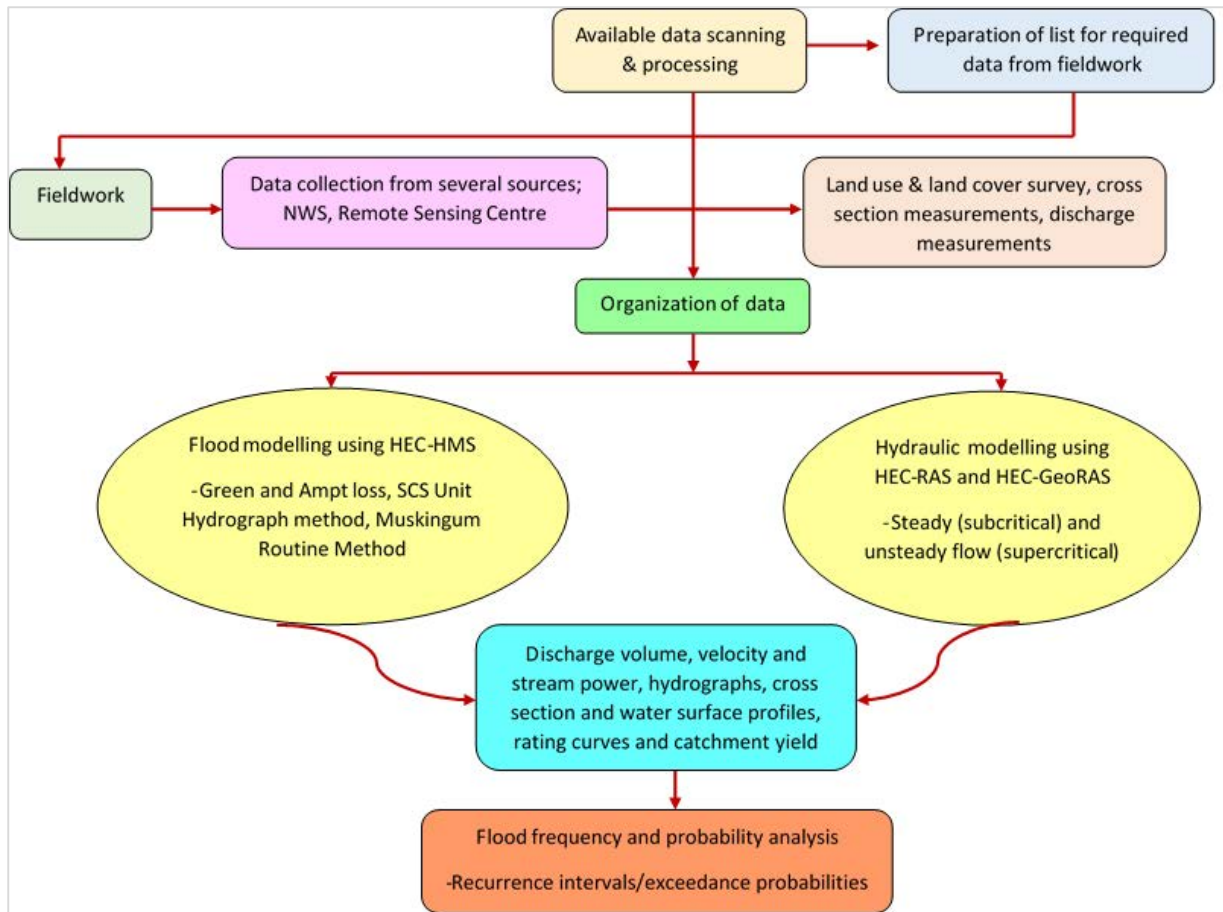 Available data scanning
& processing
Preparation of list for required
data from fieldwork
Fieldwork
Data collection from several sources;
NWS, Remote Sensing Centre
Land use & land cover survey, cross
section measurements, discharge
measurements
Organization of data
Flood modelling using HEC-HMS
-Green and Ampt loss, SCS Unit
Hydrograph method, Muskingum
Routine Method
Hydraulic modelling using
HEC-RAS and HEC-GeoRAS
-Steady (subcritical) and
unsteady flow (supercritical)
Discharge volume, velocity and
stream power, hydrographs, cross
section and water surface profiles,
rating curves and catchment yield
Flood frequency and probability analysis
-Recurrence intervals/exceedance probabilities